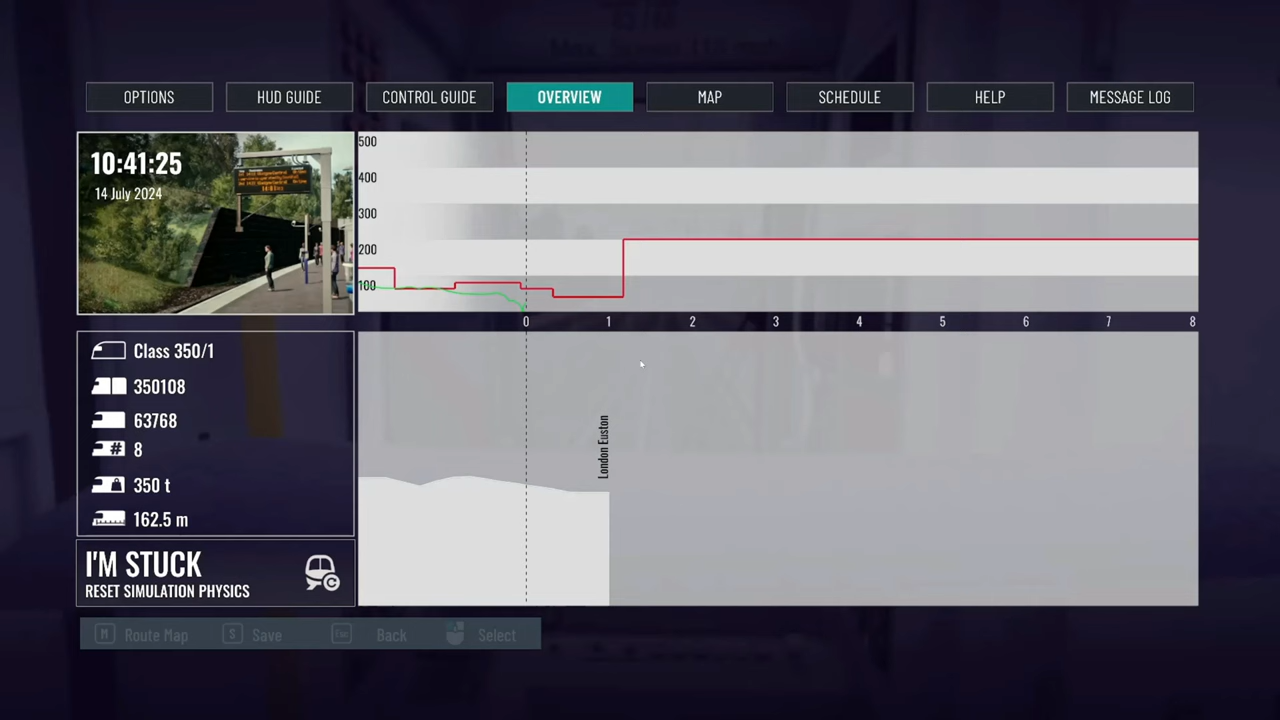 OPTIONS
HUD GUIDE
CONTROL GUIDE
OVERVIEW
MAP
SCHEDULE
HELP
MESSAGE LOG
10:41:25
14 July 2024
500
400
300
200
100
0 1 2 3 4 5 6 7 8
London Euston
Class 350/1
350108
63768
# 8
350 t
162.5 m
I'M STUCK
RESET SIMULATION PHYSICS
M Route Map S Save Esc Back Select